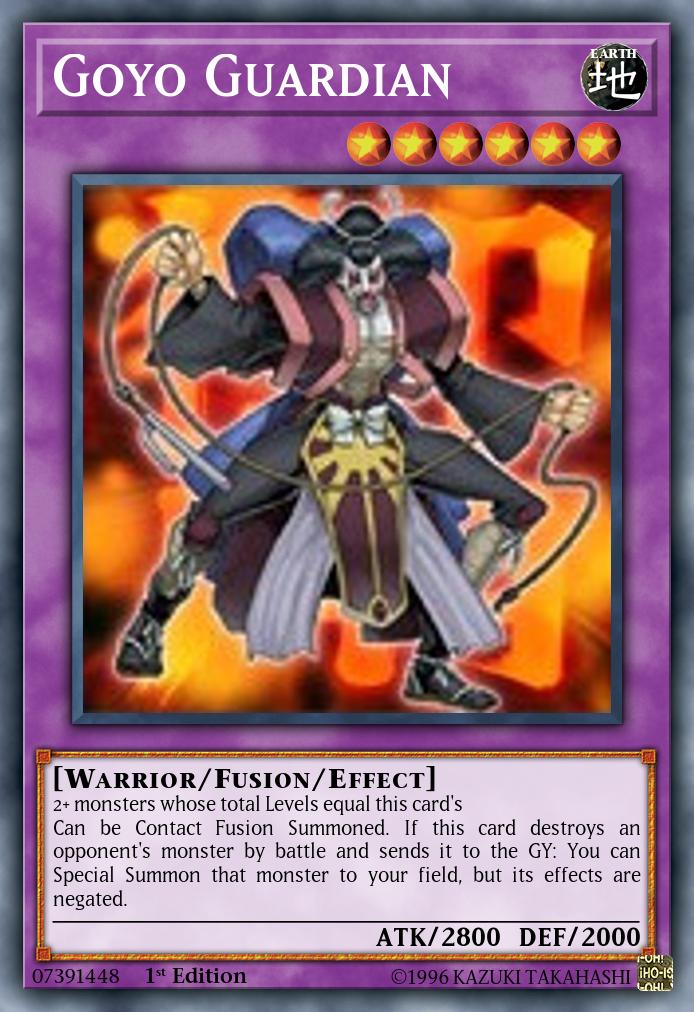 Goyo Guardian
EARTH
地
[Warrior/Fusion/Effect]
2+ monsters whose total Levels equal this card's
Can be Contact Fusion Summoned. If this card destroys an
opponent's monster by battle and sends it to the GY: You can
Special Summon that monster to your field, but its effects are
negated.
ATK/2800 DEF/2000
07391448 1st Edition ©1996 KAZUKI TAKAHASHI